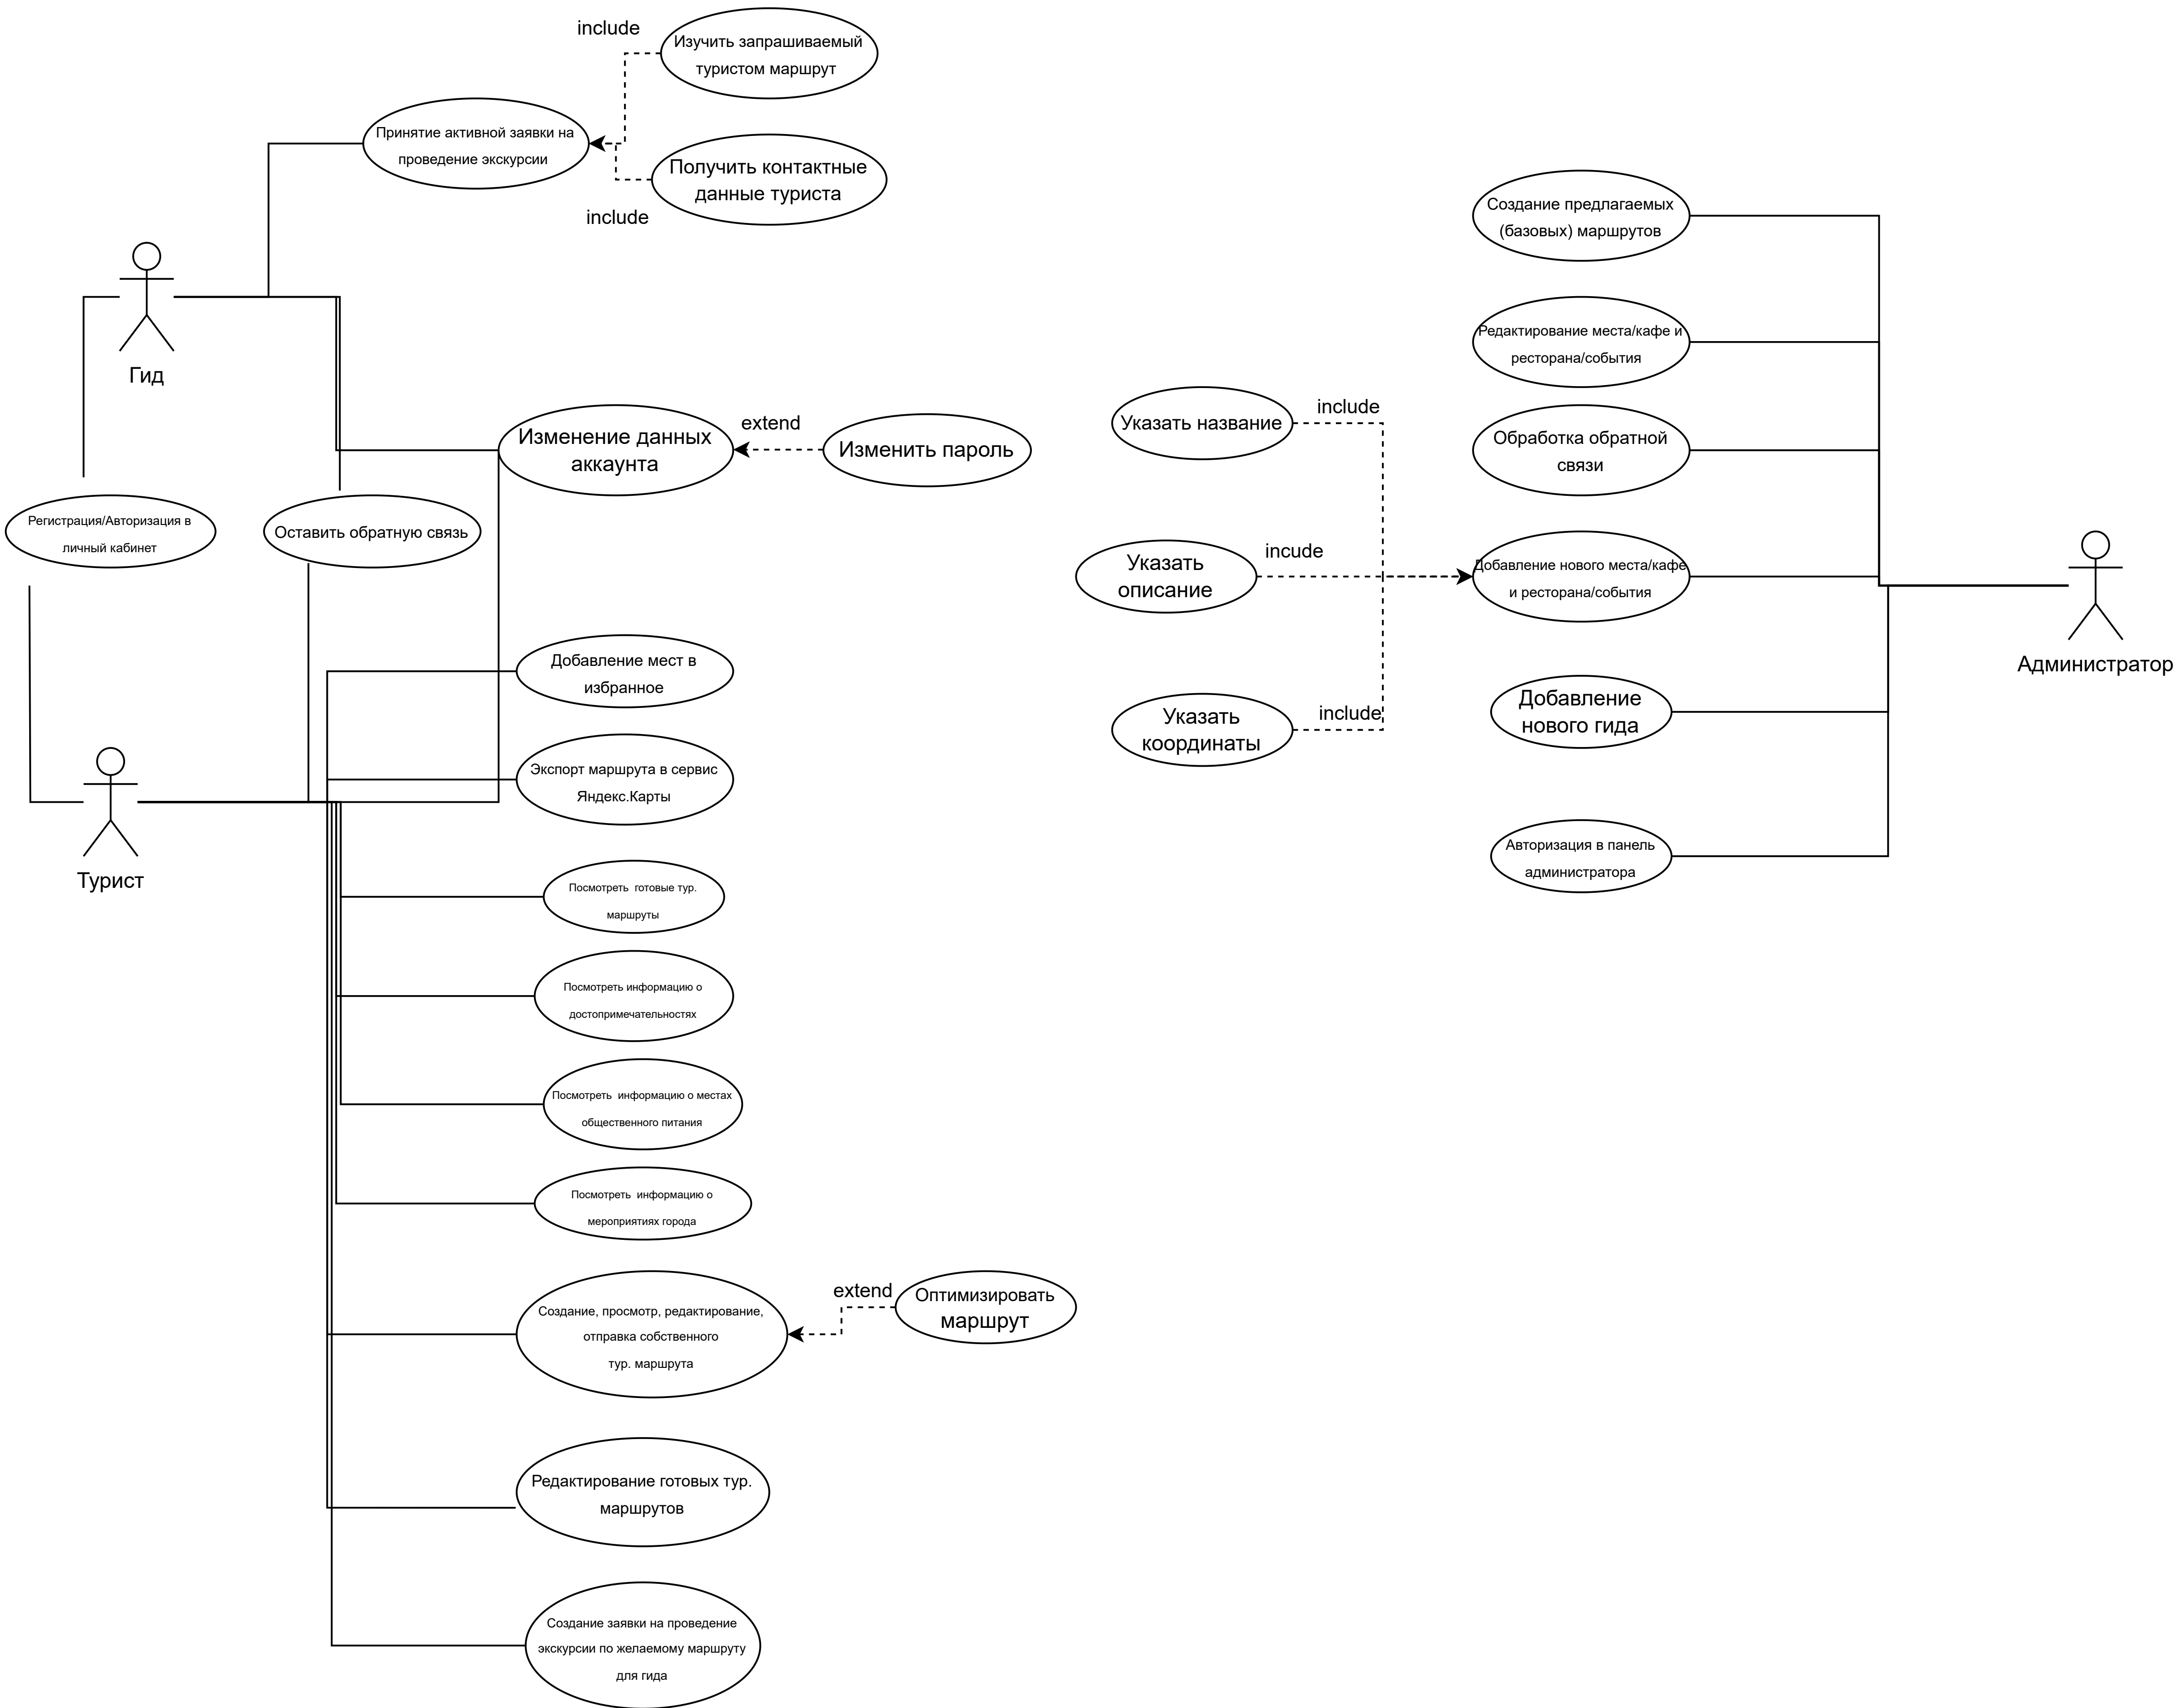 include
Изучить запрашиваемый
туристом маршрут
Принятие активной заявки на
проведение экскурсии
Получить контактные
данные туриста
include
Гид
Регистрация/Авторизация в
личный кабинет
Оставить обратную связь
Изменение данных
аккаунта
extend
Изменить пароль
Добавление мест в
избранное
Экспорт маршрута в сервис
Яндекс.Карты
Турист
Посмотреть готовые тур.
маршруты
Посмотреть информацию о
достопримечательностях
Посмотреть информацию о местах
общественного питания
Посмотреть информацию о
мероприятиях города
Создание, просмотр, редактирование,
отправка собственного
тур. маршрута
extend
Оптимизировать
маршрут
Редактирование готовых тур.
маршрутов
Создание заявки на проведение
экскурсии по желаемому маршруту
для гида
Указать название
include
Указать
описание
incude
Указать
координаты
include
Создание предлагаемых
(базовых) маршрутов
Редактирование места/кафе и
ресторана/события
Обработка обратной
связи
Добавление нового места/кафе
и ресторана/события
Добавление
нового гида
Авторизация в панель
администратора
Администратор